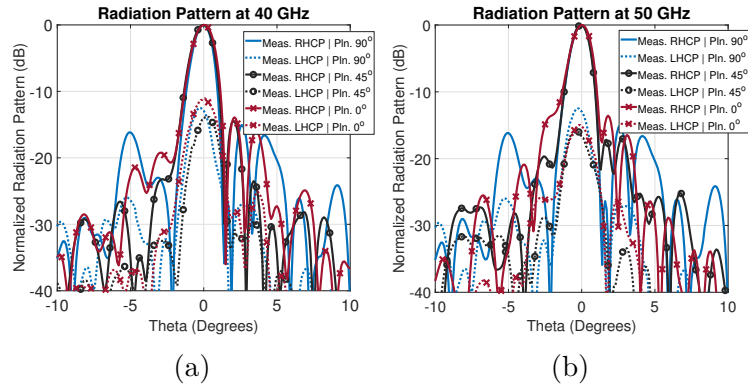 Radiation Pattern at 40 GHz
Normalized Radiation Pattern (dB)
0
-10
-20
-30
-40
-10
-5
0
5
10
Theta (Degrees)
Meas. RHCP | Pln. 90°
Meas. LHCP | Pln. 90°
Meas. RHCP | Pln. 45°
Meas. LHCP | Pln. 45°
Meas. RHCP | Pln. 0°
Meas. LHCP | Pln. 0°
(a)
Radiation Pattern at 50 GHz
Normalized Radiation Pattern (dB)
0
-10
-20
-30
-40
-10
-5
0
5
10
Theta (Degrees)
Meas. RHCP | Pln. 90°
Meas. LHCP | Pln. 90°
Meas. RHCP | Pln. 45°
Meas. LHCP | Pln. 45°
Meas. RHCP | Pln. 0°
Meas. LHCP | Pln. 0°
(b)